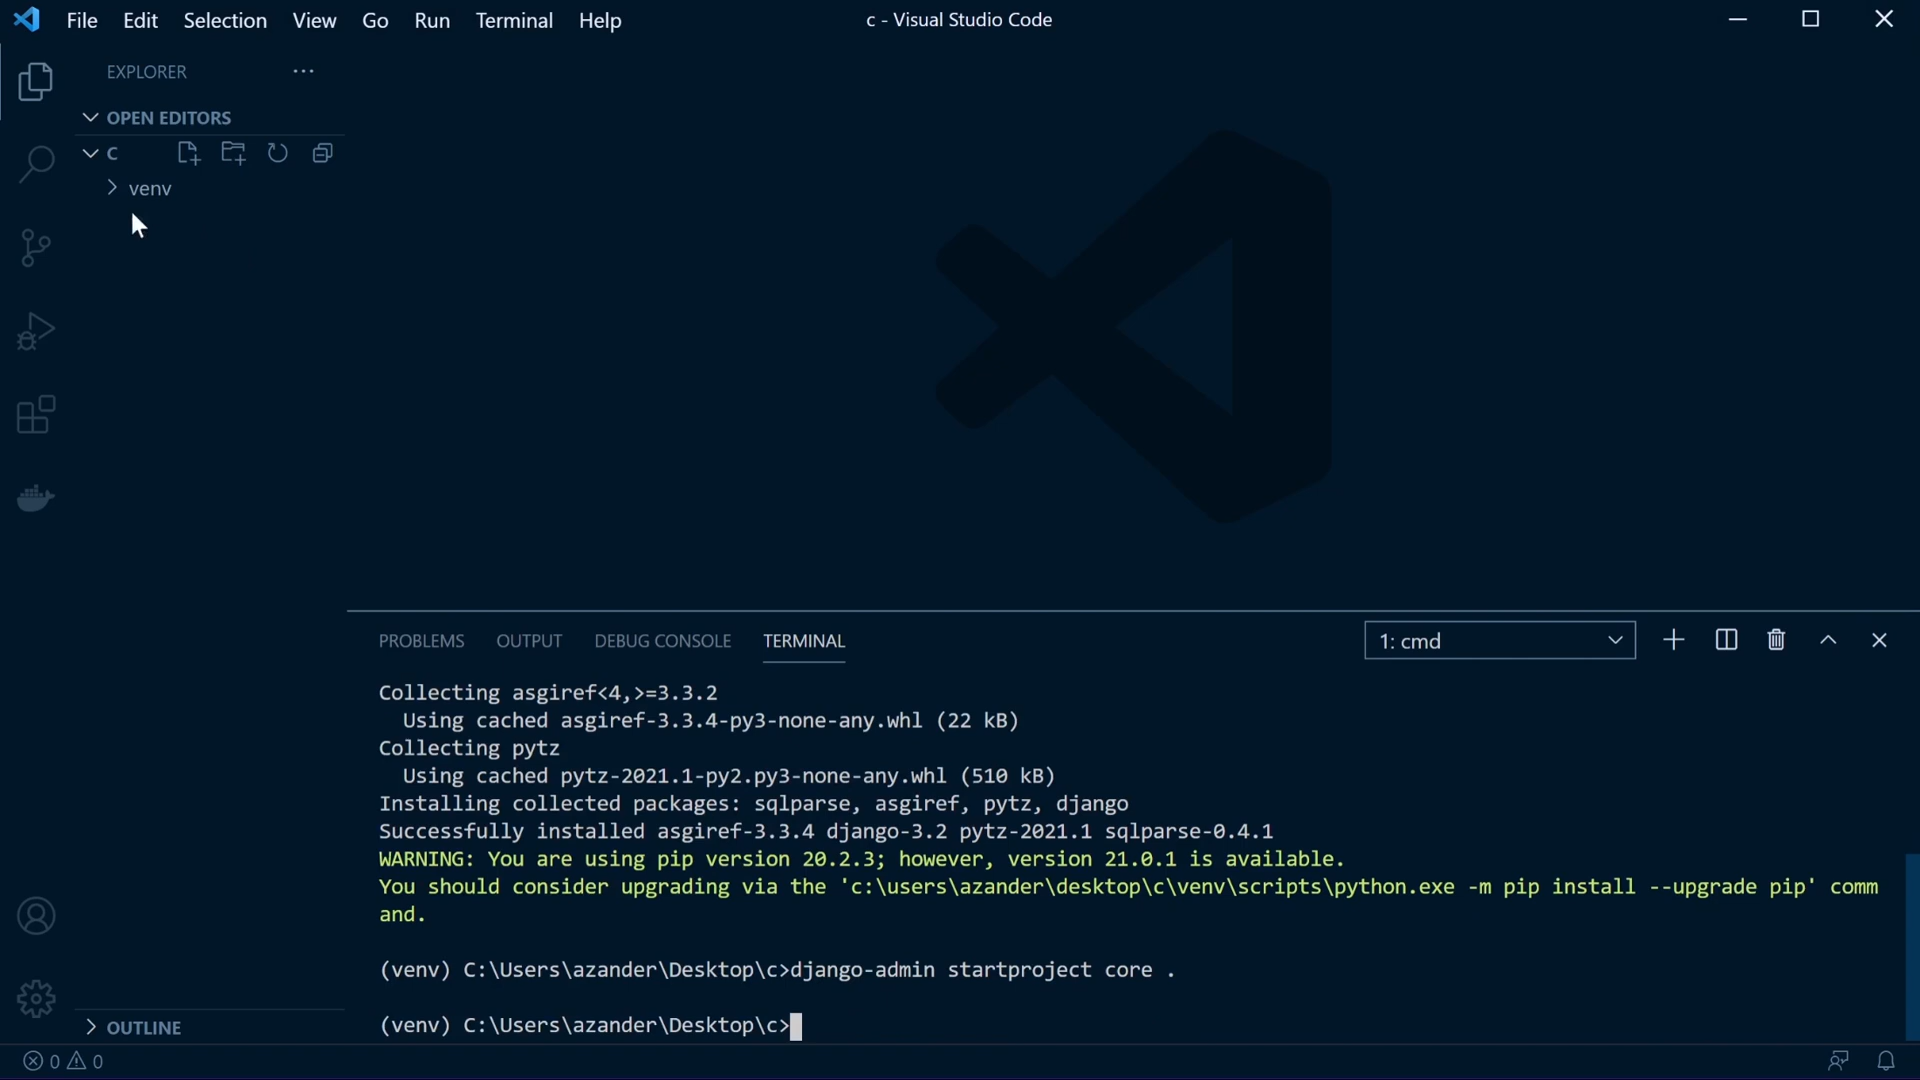 File Edit Selection View Go Run Terminal Help
c - Visual Studio Code
EXPLORER
OPEN EDITORS
C
venv
PROBLEMS OUTPUT DEBUG CONSOLE TERMINAL
1: cmd
Collecting asgiref<4,>=3.3.2
Using cached asgiref-3.3.4-py3-none-any.whl (22 kB)
Collecting pytz
Using cached pytz-2021.1-py2.py3-none-any.whl (510 kB)
Installing collected packages: sqlparse, asgiref, pytz, django
Successfully installed asgiref-3.3.4 django-3.2 pytz-2021.1 sqlparse-0.4.1
WARNING: You are using pip version 20.2.3; however, version 21.0.1 is available.
You should consider upgrading via the 'c:\users\azander\desktop\c\venv\scripts\python.exe -m pip install --upgrade pip' comm
and.
(venv) C:\Users\azander\Desktop\c>django-admin startproject core .
(venv) C:\Users\azander\Desktop\c>
OUTLINE
0 0